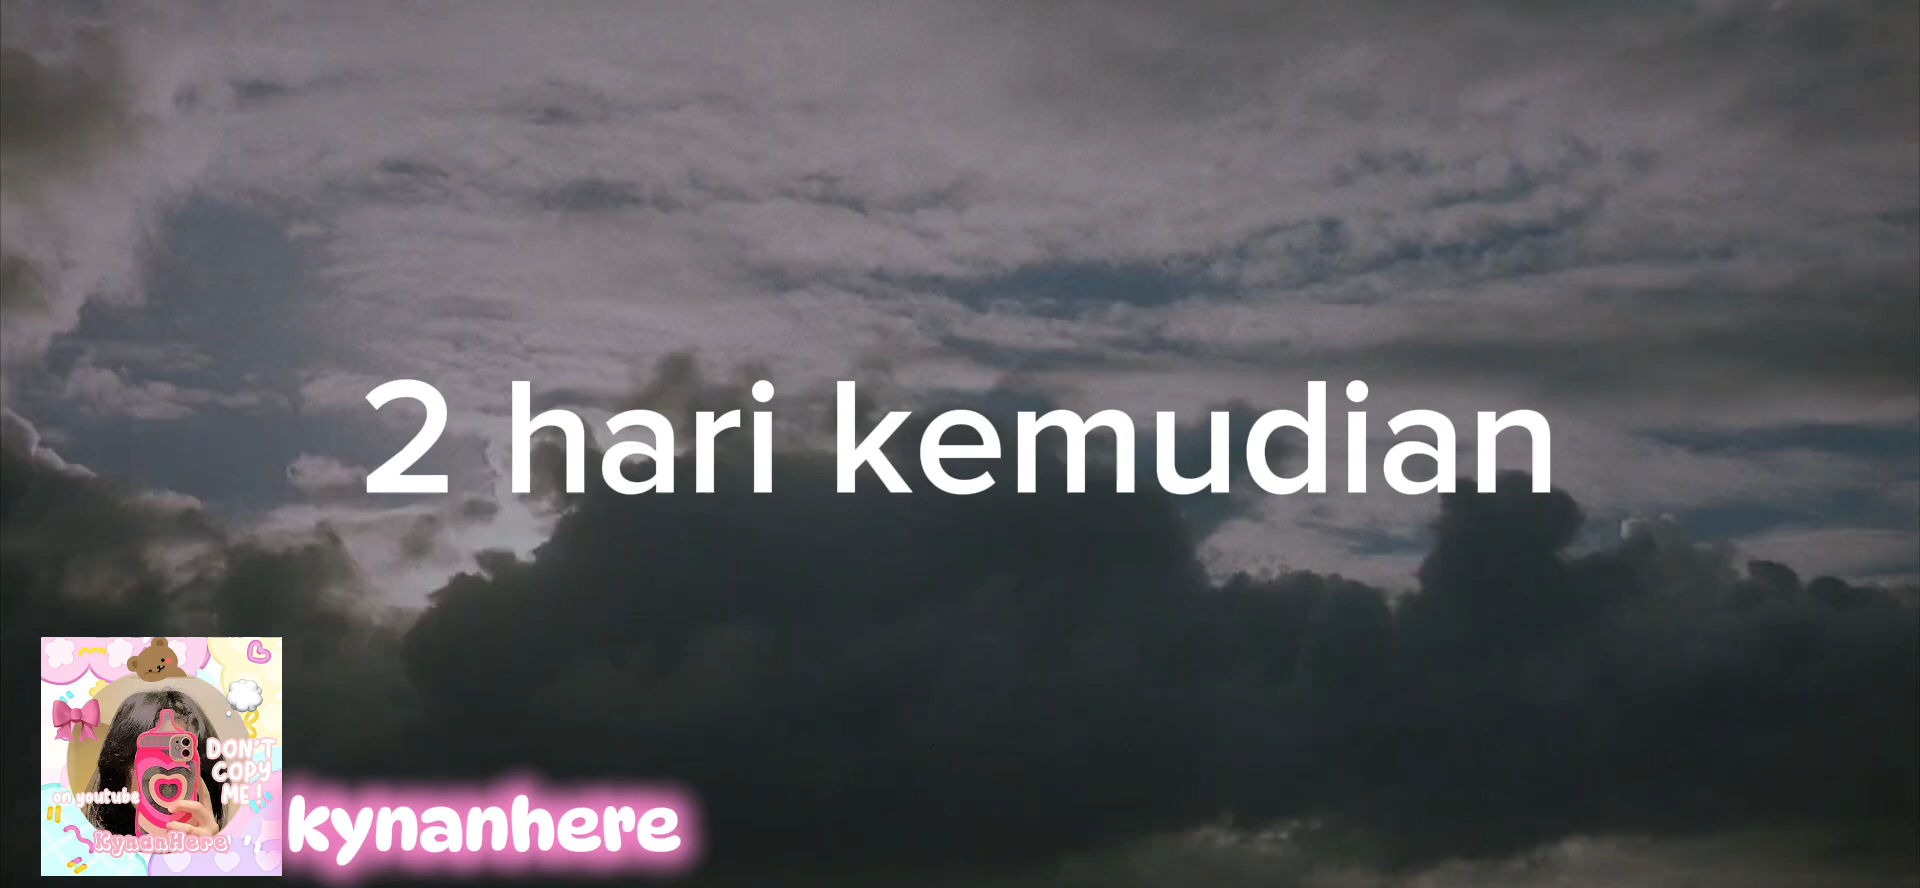 2 hari kemudian
DON'T
COPY
ME !
on youtube
KynanHere
kynanhere